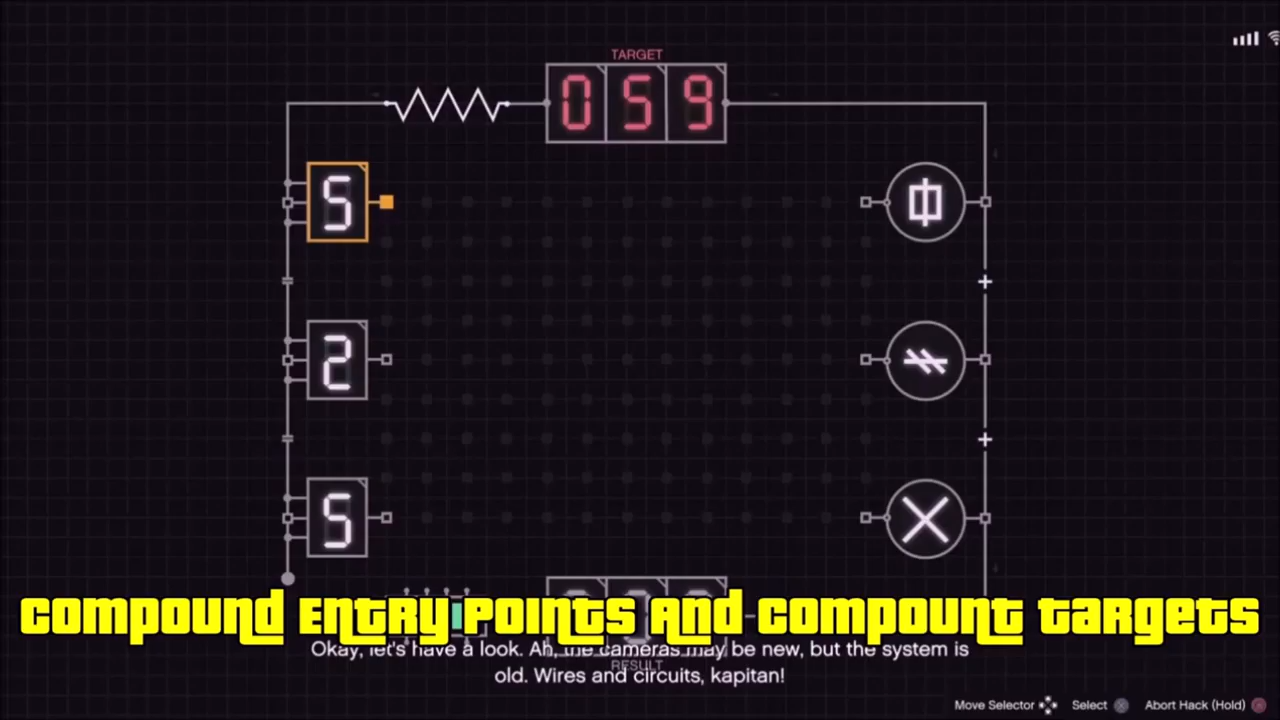 TARGET
059
5
2
5
COMPOUND ENTRY POINTS AND COMPOUNT TARGETS
Okay, let's have a look. Ah, the cameras may be new, but the system is
old. Wires and circuits, kapitan!
RESULT
Move Selector Select Abort Hack (Hold)